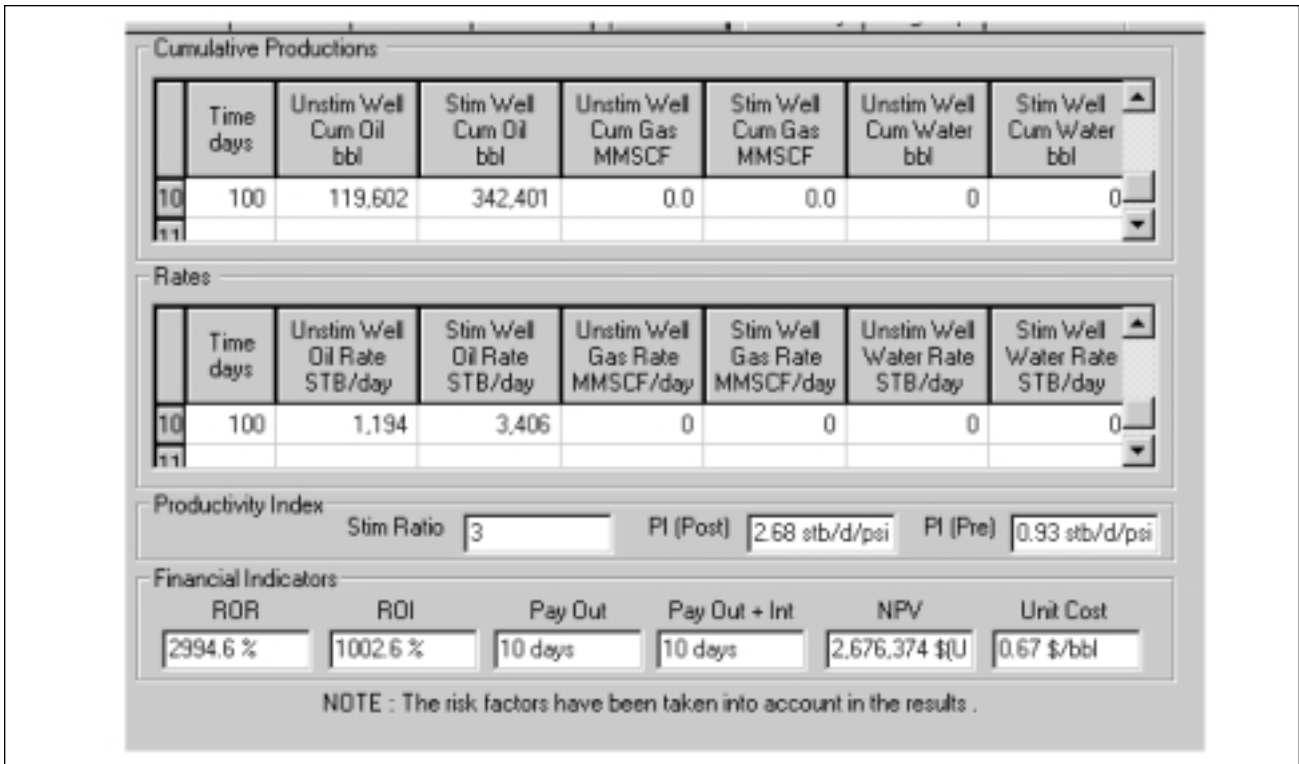 Cumulative Productions
Time days Unstim Well Cum Oil bbl Stim Well Cum Oil bbl Unstim Well Cum Gas MMSCF Stim Well Cum Gas MMSCF Unstim Well Cum Water bbl Stim Well Cum Water bbl
10 100 119,602 342,401 0.0 0.0 0 0
11
Rates
Time days Unstim Well Oil Rate STB/day Stim Well Oil Rate STB/day Unstim Well Gas Rate MMSCF/day Stim Well Gas Rate MMSCF/day Unstim Well Water Rate STB/day Stim Well Water Rate STB/day
10 100 1,194 3,406 0 0 0 0
11
Productivity Index
Stim Ratio 3 PI (Post) 2.68 stb/d/psi PI (Pre) 0.93 stb/d/psi
Financial Indicators
ROR ROI Pay Out Pay Out + Int NPV Unit Cost
2994.6 % 1002.6 % 10 days 10 days 2,676,374 $(U 0.67 $/bbl
NOTE : The risk factors have been taken into account in the results .